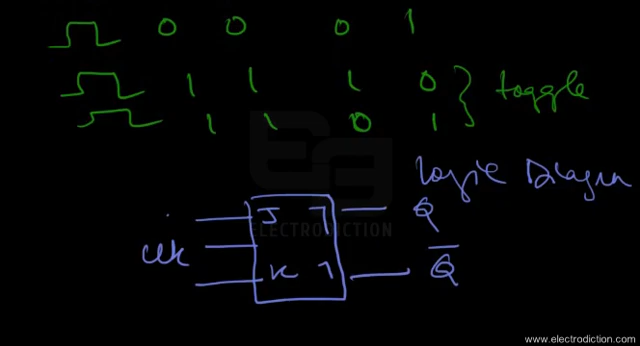 0 0 0 1
1 1 1 0
toggle
1 1 0 1
Logic Diagram
J ㄱ Q
ELECTRODICTION
clk
K ㄱ Q̅
www.electrodiction.com